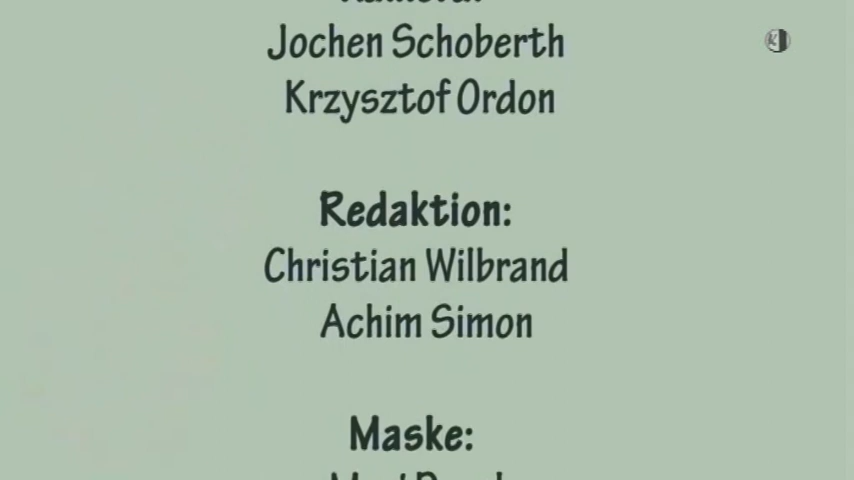 Jochen Schoberth
Krzysztof Ordon
Redaktion:
Christian Wilbrand
Achim Simon
Maske: